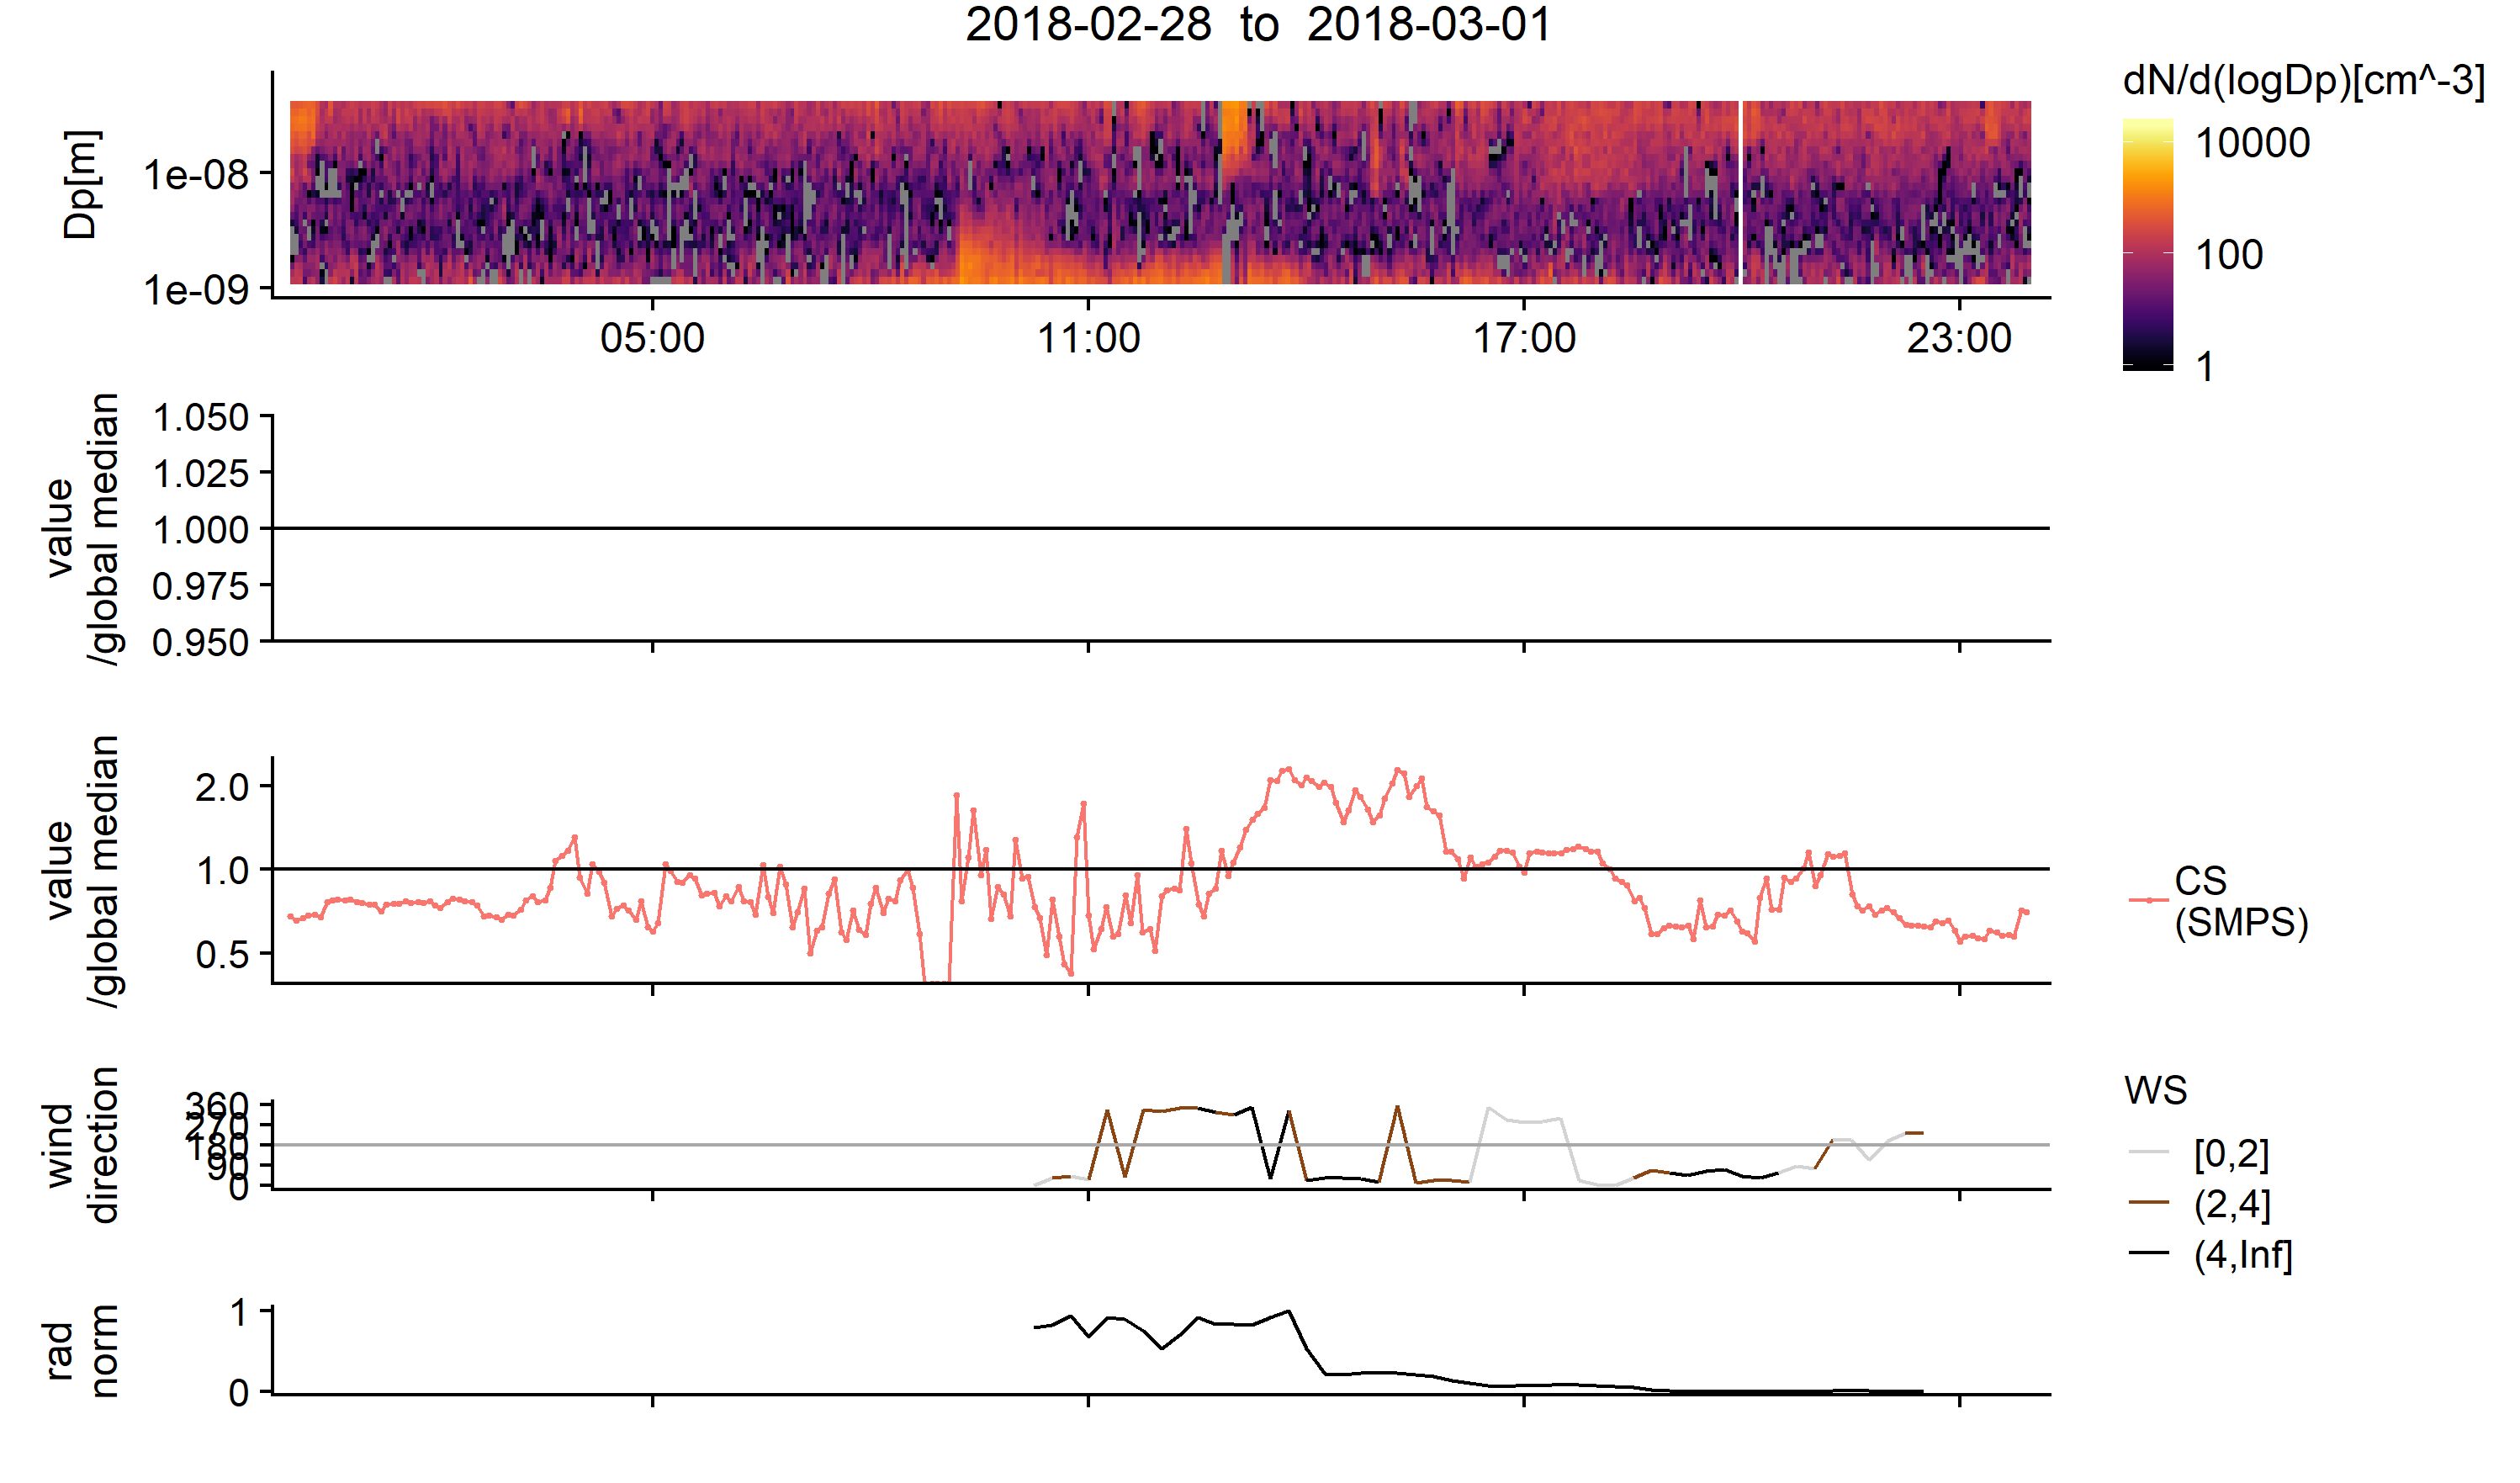 2018-02-28 to 2018-03-01
dN/d(logDp)[cm^-3]
10000
100
1
Dp[m]
1e-08
1e-09
05:00
11:00
17:00
23:00
value
/global median
1.050
1.025
1.000
0.975
0.950
value
/global median
2.0
1.0
0.5
CS
(SMPS)
wind
direction
360
270
180
90
0
WS
[0,2]
(2,4]
(4,Inf]
rad
norm
1
0